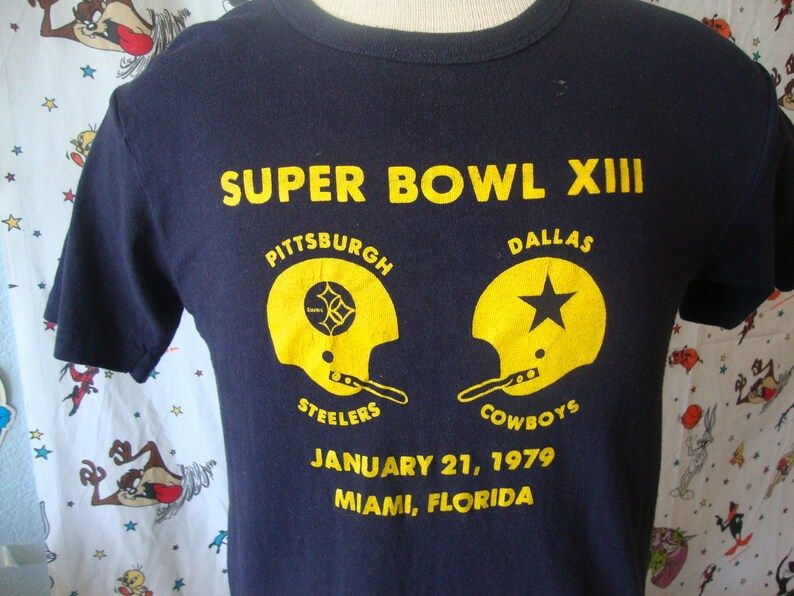 SUPER BOWL XIII
PITTSBURGH
Steelers
STEELERS
DALLAS
COWBOYS
JANUARY 21, 1979
MIAMI, FLORIDA